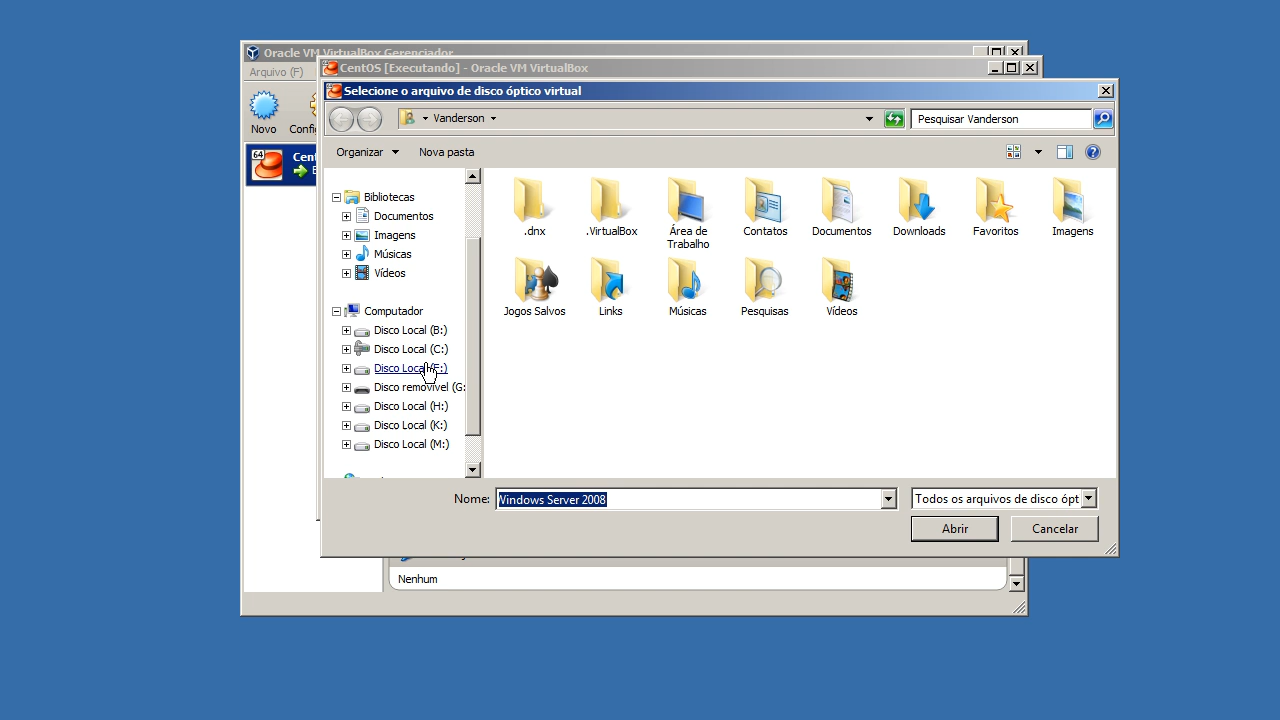 Oracle VM VirtualBox Gerenciador
Arquivo (F)
CentOS [Executando] - Oracle VM VirtualBox
Selecione o arquivo de disco óptico virtual
Vanderson
Pesquisar Vanderson
Organizar
Nova pasta
Novo
64
Bibliotecas
Documentos
Imagens
Músicas
Vídeos
Computador
Disco Local (B:)
Disco Local (C:)
Disco Local
Disco removível (G:
Disco Local (H:)
Disco Local (K:)
Disco Local (M:)
.dnx
.VirtualBox
Área de
Trabalho
Contatos
Documentos
Downloads
Favoritos
Imagens
Jogos Salvos
Links
Músicas
Pesquisas
Vídeos
Nome:
Windows Server 2008
Todos os arquivos de disco ópt
Abrir
Cancelar
Nenhum